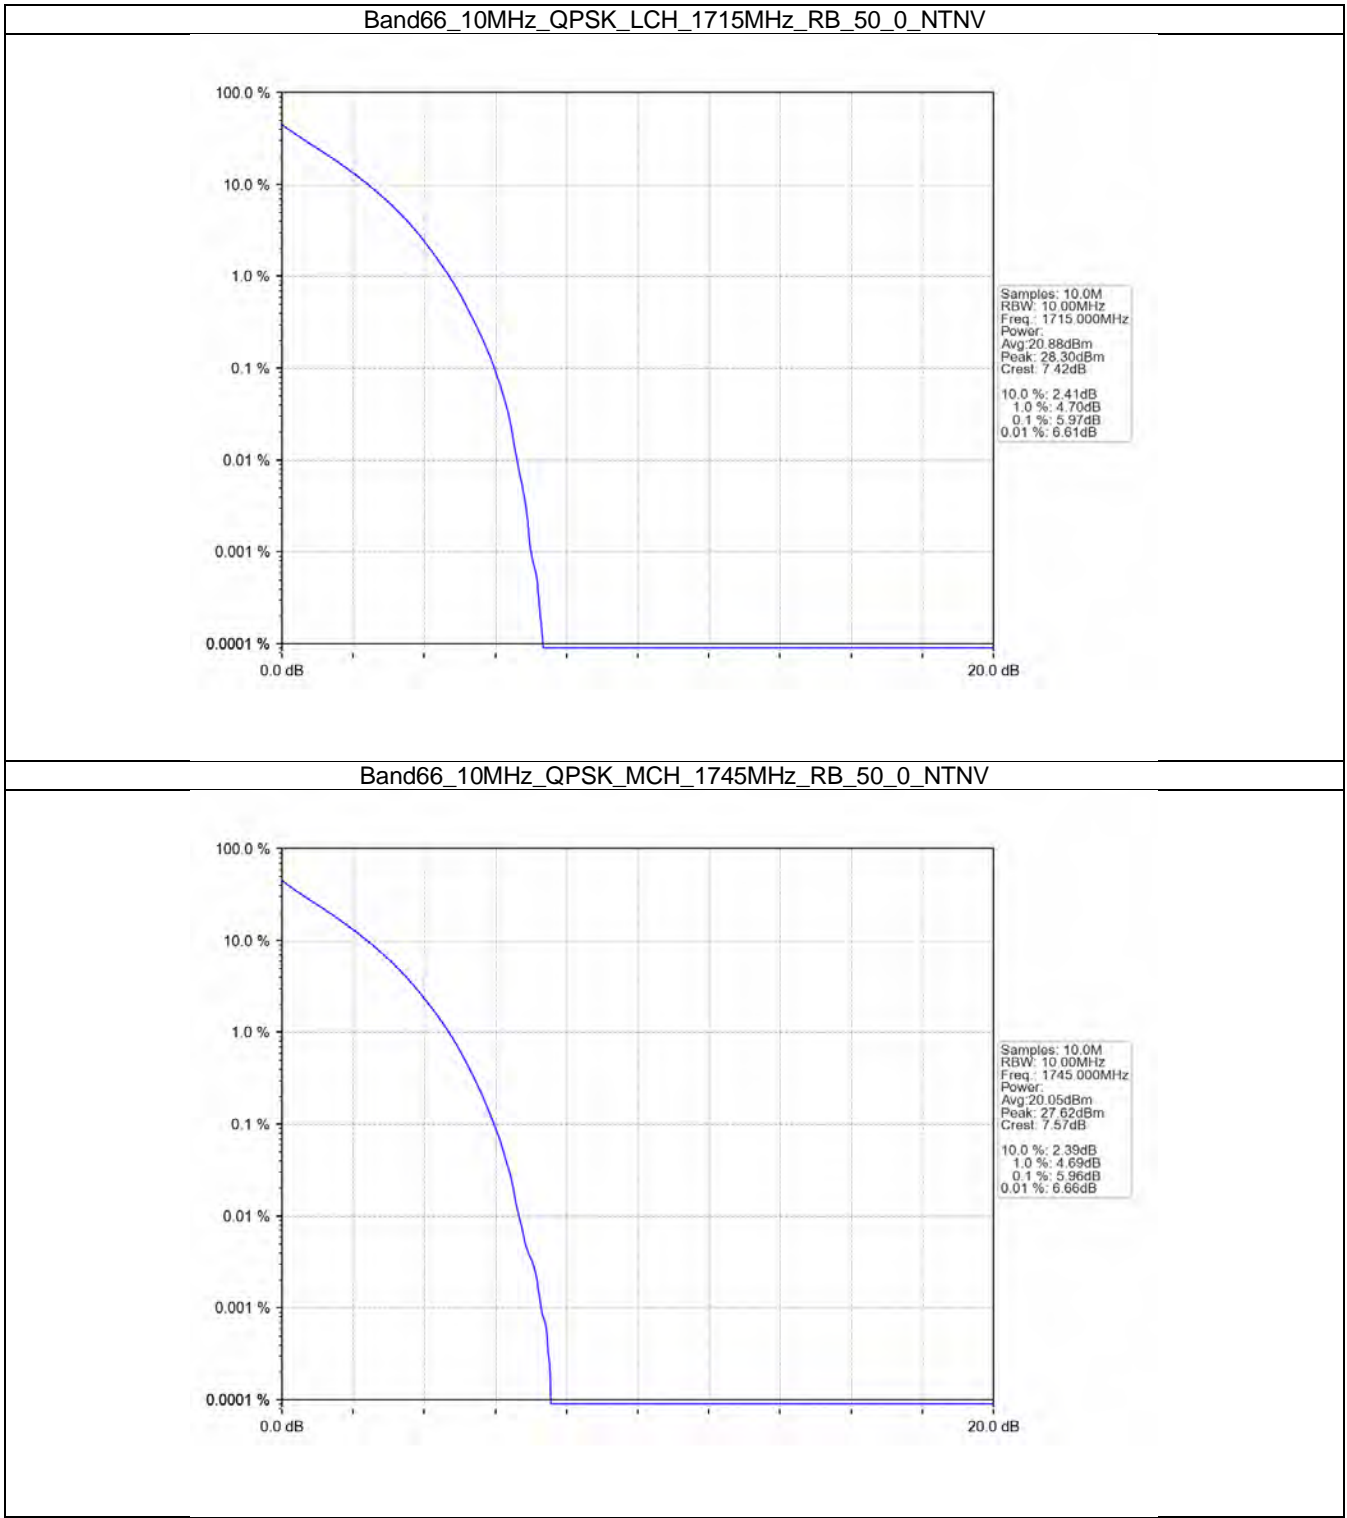 Band66_10MHz_QPSK_LCH_1715MHz_RB_50_0_NTNV
100.0 %
10.0 %
1.0 %
0.1 %
0.01 %
0.001 %
0.0001 %
0.0 dB
20.0 dB
Samples: 10.0M
RBW: 10.00MHz
Freq.: 1715.000MHz
Power:
Avg:20.88dBm
Peak: 28.30dBm
Crest: 7.42dB
10.0 %: 2.41dB
1.0 %: 4.70dB
0.1 %: 5.97dB
0.01 %: 6.61dB
Band66_10MHz_QPSK_MCH_1745MHz_RB_50_0_NTNV
100.0 %
10.0 %
1.0 %
0.1 %
0.01 %
0.001 %
0.0001 %
0.0 dB
20.0 dB
Samples: 10.0M
RBW: 10.00MHz
Freq.: 1745.000MHz
Power:
Avg:20.05dBm
Peak: 27.62dBm
Crest: 7.57dB
10.0 %: 2.39dB
1.0 %: 4.69dB
0.1 %: 5.96dB
0.01 %: 6.66dB